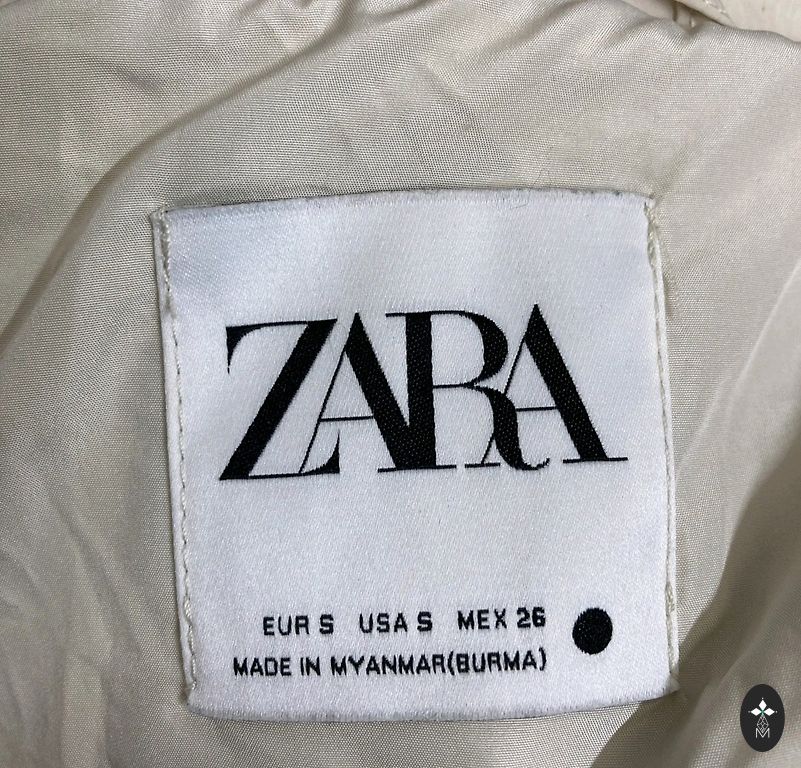 ZARA
EUR S USA S MEX 26
MADE IN MYANMAR(BURMA)
M